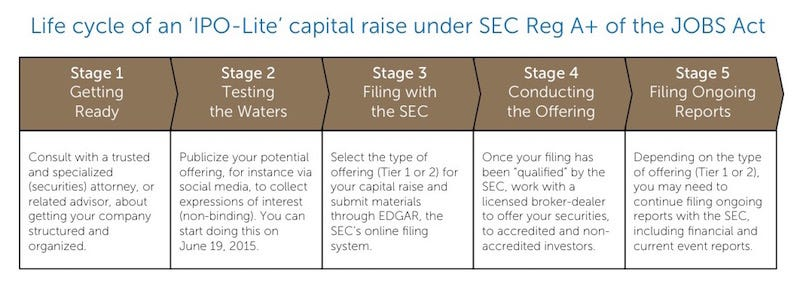 Life cycle of an ‘IPO-Lite’ capital raise under SEC Reg A+ of the JOBS Act
Stage 1
Getting
Ready
Stage 2
Testing
the Waters
Stage 3
Filing with
the SEC
Stage 4
Conducting
the Offering
Stage 5
Filing Ongoing
Reports
Consult with a trusted
and specialized
(securities) attorney, or
related advisor, about
getting your company
structured and
organized.
Publicize your potential
offering, for instance via
social media, to collect
expressions of interest
(non-binding). You can
start doing this on
June 19, 2015.
Select the type of
offering (Tier 1 or 2) for
your capital raise and
submit materials
through EDGAR, the
SEC’s online filing
system.
Once your filing has
been “qualified” by the
SEC, work with a
licensed broker-dealer
to offer your securities,
to accredited and non-
accredited investors.
Depending on the type
of offering (Tier 1 or 2),
you may need to
continue filing ongoing
reports with the SEC,
including financial and
current event reports.